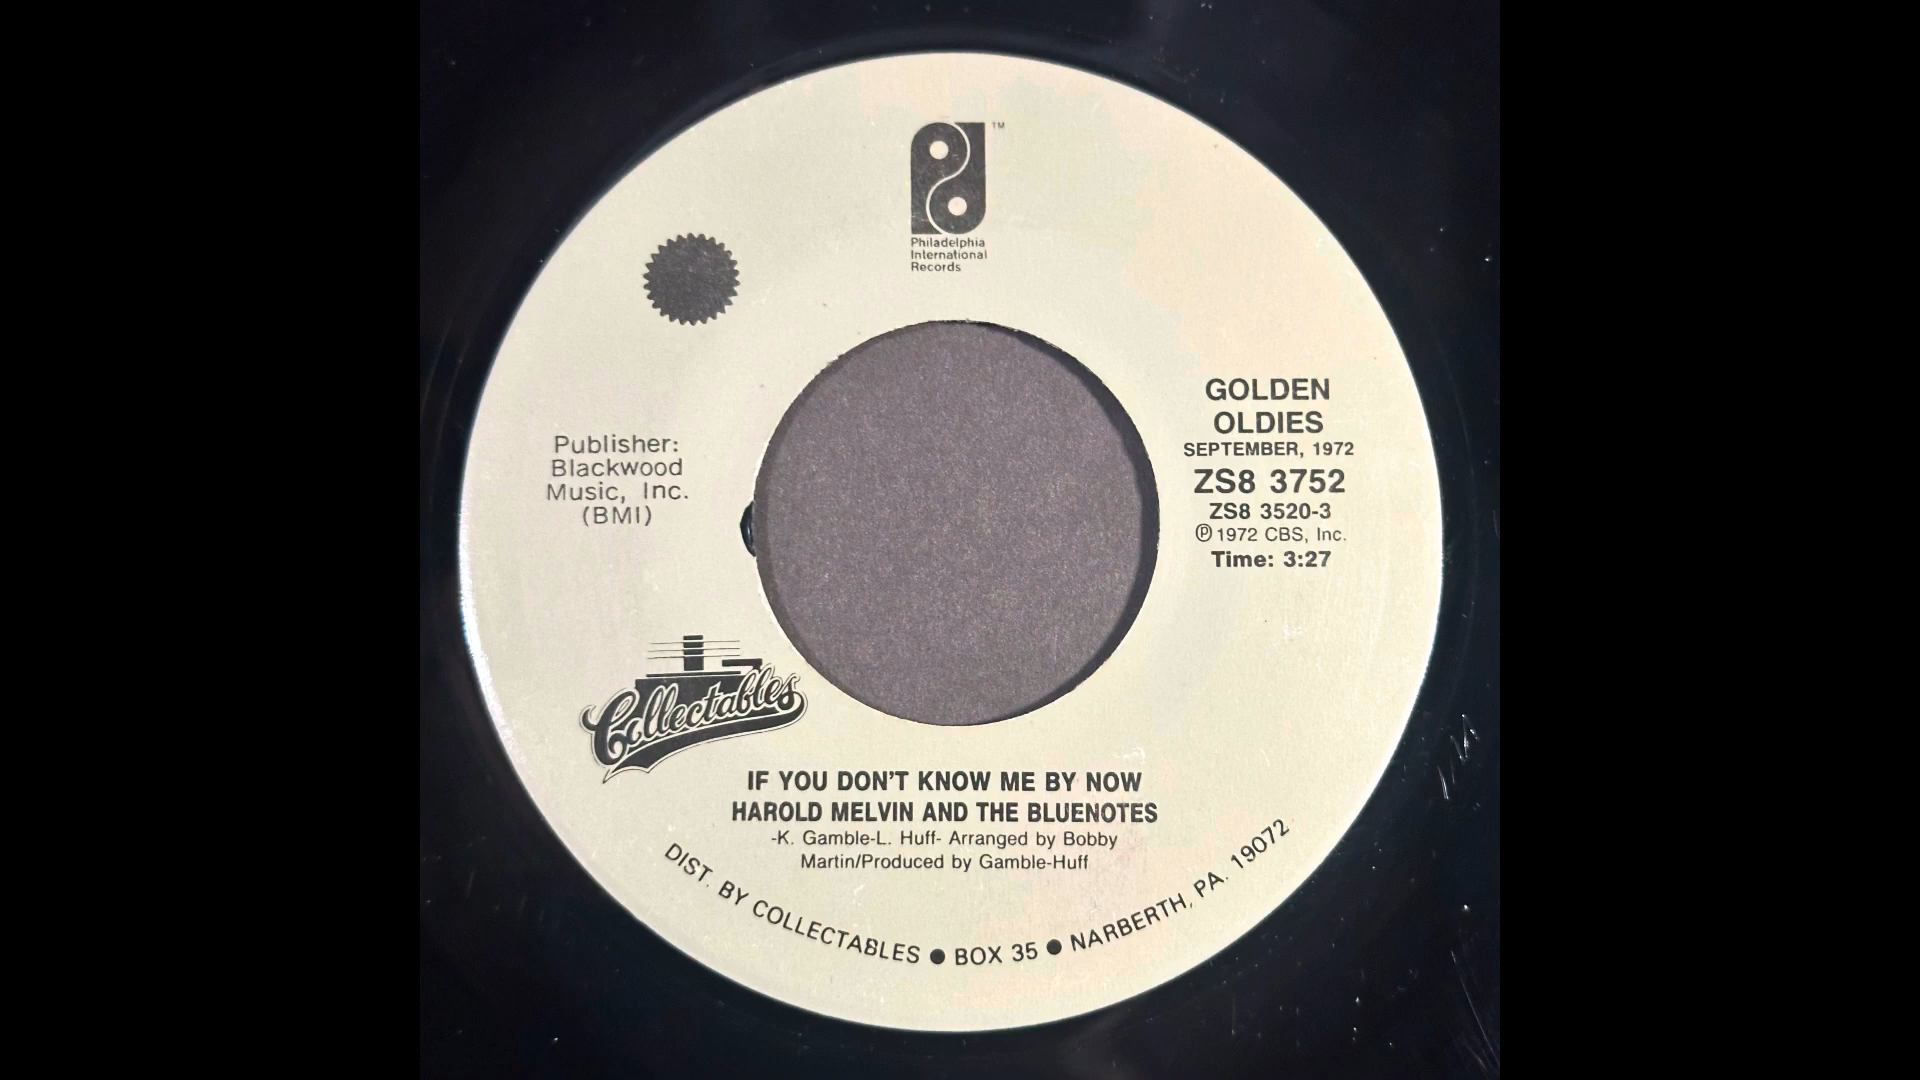 TM
Philadelphia
International
Records
Publisher:
Blackwood
Music, Inc.
(BMI)
GOLDEN
OLDIES
SEPTEMBER, 1972
ZS8 3752
ZS8 3520-3
Ⓟ 1972 CBS, Inc.
Time: 3:27
Collectables
IF YOU DON'T KNOW ME BY NOW
HAROLD MELVIN AND THE BLUENOTES
-K. Gamble-L. Huff- Arranged by Bobby
Martin/Produced by Gamble-Huff
DIST. BY COLLECTABLES ● BOX 35 ● NARBERTH, PA. 19072